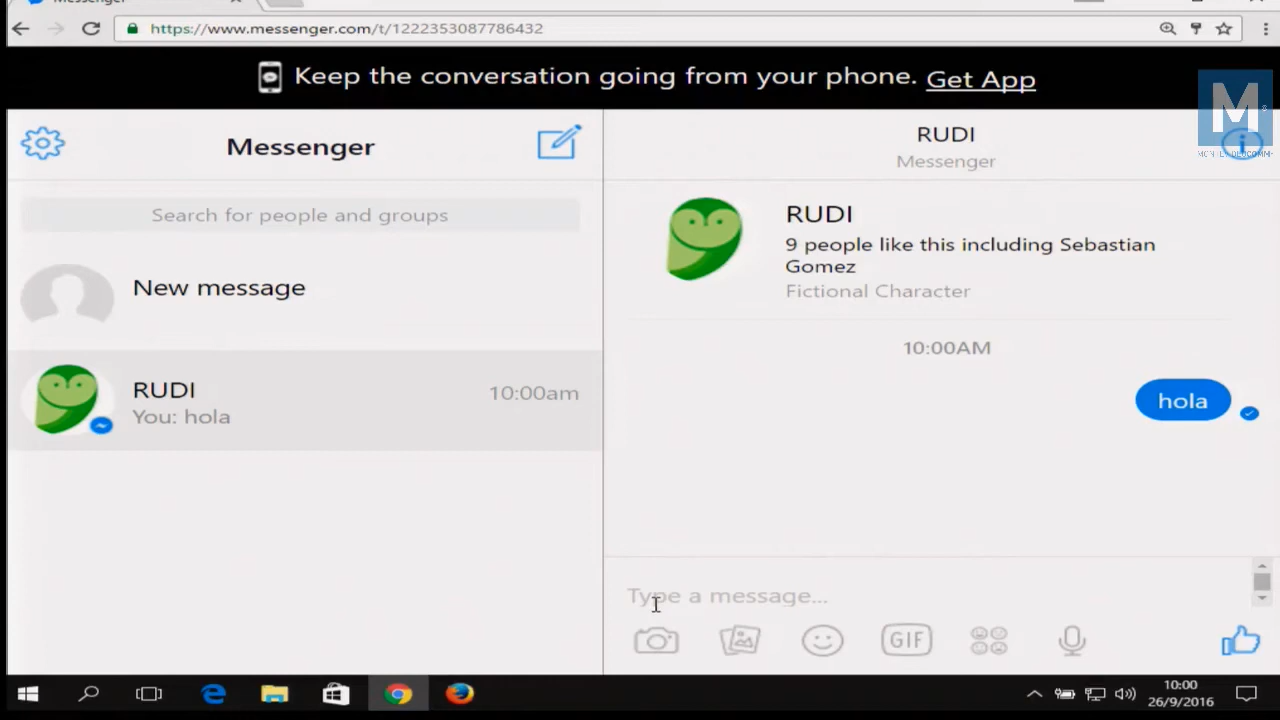 Messenger
https://www.messenger.com/t/1222353087786432
Keep the conversation going from your phone. Get App
M
Messenger
RUDI
Messenger
Search for people and groups
RUDI
9 people like this including Sebastian
Gomez
Fictional Character
New message
10:00AM
RUDI
10:00am
You: hola
hola
Type a message...
GIF
10:00
26/9/2016